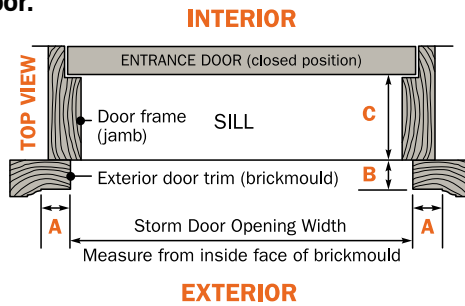 oor.
INTERIOR
ENTRANCE DOOR (closed position)
TOP VIEW
Door frame
(jamb)
SILL
C
Exterior door trim (brickmould)
B
A
Storm Door Opening Width
A
Measure from inside face of brickmould
EXTERIOR